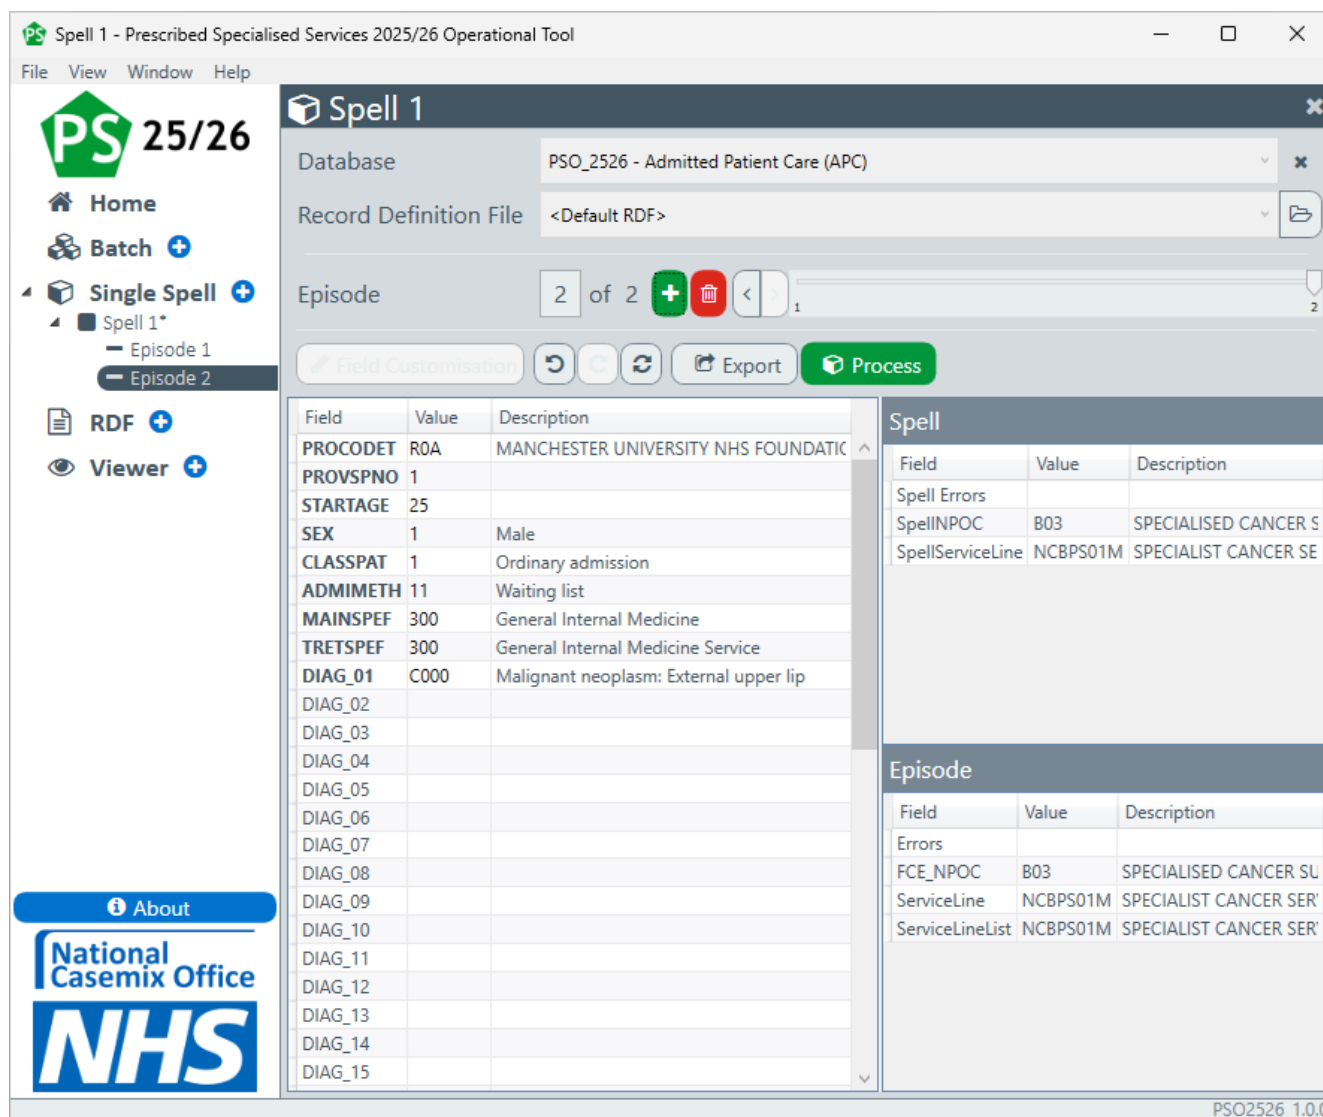 PS Spell 1 - Prescribed Specialised Services 2025/26 Operational Tool
File View Window Help
PS 25/26
Home
Batch
Single Spell
Spell 1*
Episode 1
Episode 2
RDF
Viewer
About
National
Casemix Office
NHS
Spell 1
Database PSO_2526 - Admitted Patient Care (APC)
Record Definition File <Default RDF>
Episode 2 of 2 1 2
Field Customisation Export Process
Field Value Description
PROCODET R0A MANCHESTER UNIVERSITY NHS FOUNDATIC
PROVSPNO 1
STARTAGE 25
SEX 1 Male
CLASSPAT 1 Ordinary admission
ADMIMETH 11 Waiting list
MAINSPEF 300 General Internal Medicine
TRETSPEF 300 General Internal Medicine Service
DIAG_01 C000 Malignant neoplasm: External upper lip
DIAG_02
DIAG_03
DIAG_04
DIAG_05
DIAG_06
DIAG_07
DIAG_08
DIAG_09
DIAG_10
DIAG_11
DIAG_12
DIAG_13
DIAG_14
DIAG_15
Spell
Field Value Description
Spell Errors
SpellNPOC B03 SPECIALISED CANCER S
SpellServiceLine NCBPS01M SPECIALIST CANCER SE
Episode
Field Value Description
Errors
FCE_NPOC B03 SPECIALISED CANCER SU
ServiceLine NCBPS01M SPECIALIST CANCER SER
ServiceLineList NCBPS01M SPECIALIST CANCER SER
PSO2526 1.0.0